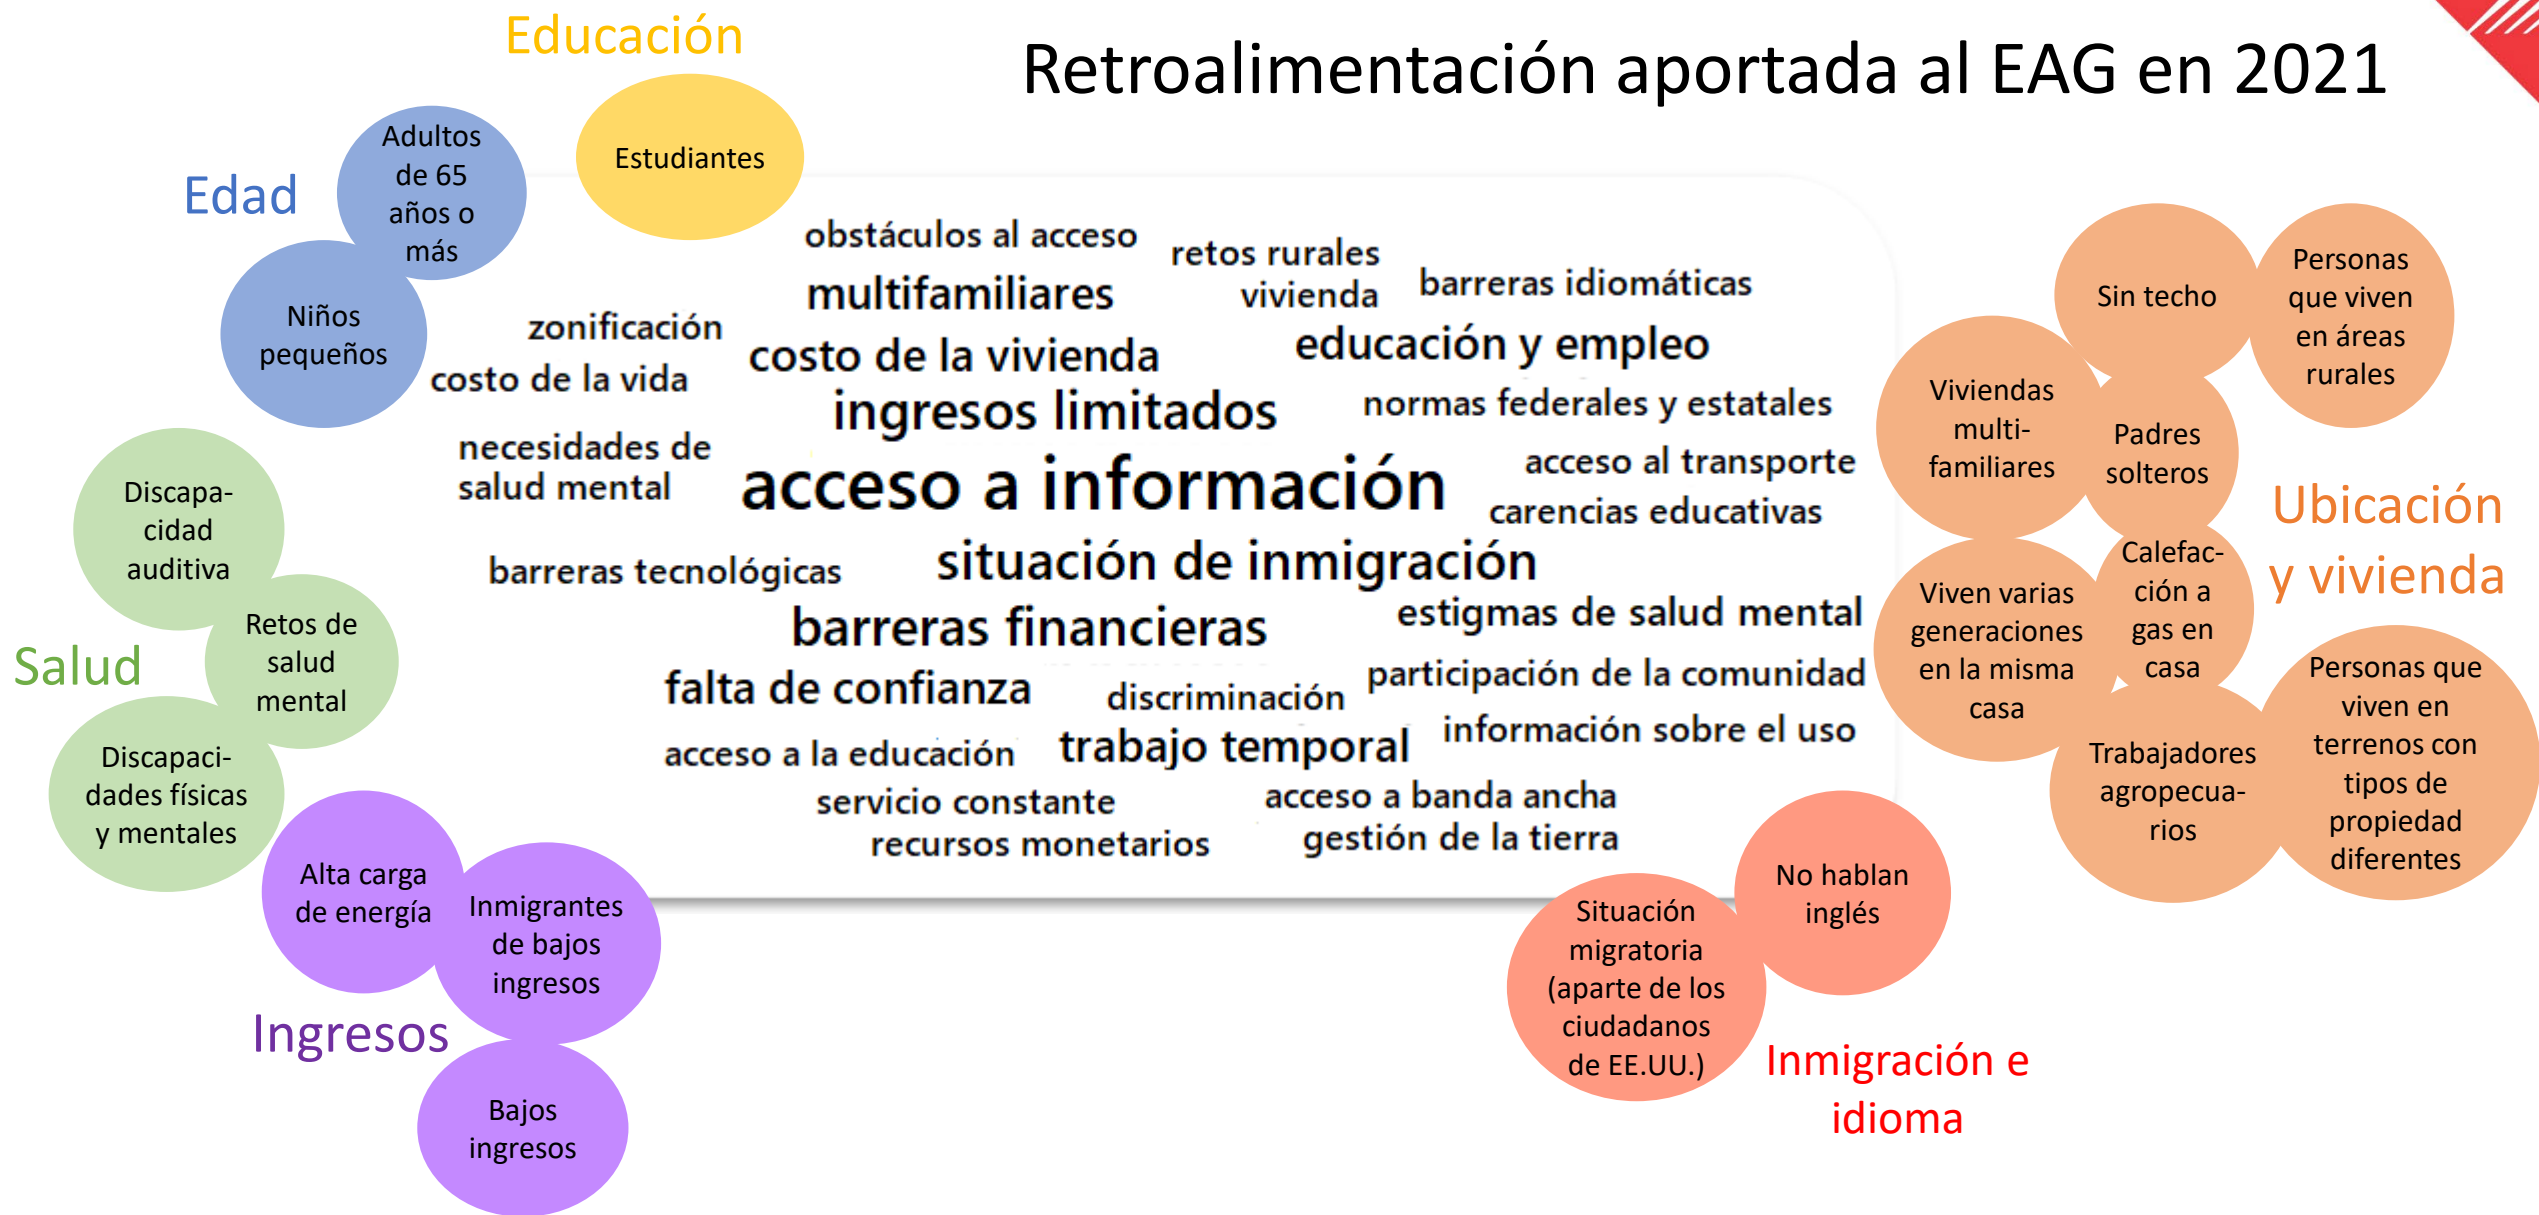 Retroalimentación aportada al EAG en 2021
Educación
Estudiantes
Edad
Adultos
de 65
años o
más
Niños
pequeños
Salud
Discapa-
cidad
auditiva
Retos de
salud
mental
Discapaci-
dades físicas
y mentales
Ingresos
Alta carga
de energía
Inmigrantes
de bajos
ingresos
Bajos
ingresos
obstáculos al acceso
retos rurales
multifamiliares
vivienda
barreras idiomáticas
zonificación
costo de la vivienda
educación y empleo
costo de la vida
ingresos limitados
normas federales y estatales
necesidades de
salud mental
acceso a información
acceso al transporte
carencias educativas
barreras tecnológicas
situación de inmigración
barreras financieras
estigmas de salud mental
falta de confianza
discriminación
participación de la comunidad
acceso a la educación
trabajo temporal
información sobre el uso
servicio constante
acceso a banda ancha
recursos monetarios
gestión de la tierra
Sin techo
Personas
que viven
en áreas
rurales
Viviendas
multi-
familiares
Padres
solteros
Ubicación
y vivienda
Calefac-
ción a
gas en
casa
Viven varias
generaciones
en la misma
casa
Trabajadores
agropecua-
rios
Personas que
viven en
terrenos con
tipos de
propiedad
diferentes
No hablan
inglés
Situación
migratoria
(aparte de los
ciudadanos
de EE.UU.)
Inmigración e
idioma